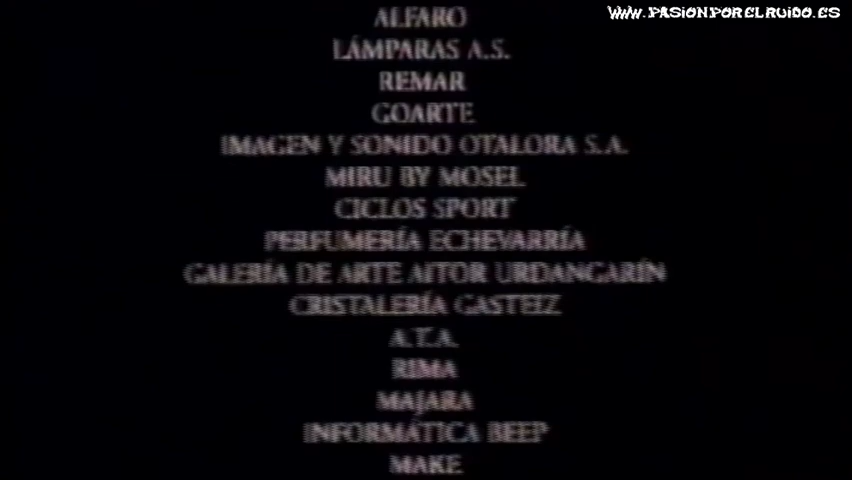 WWW.PASIONPORELRUIDO.ES
ALFARO
LÁMPARAS A.S.
REMAR
GOARTE
IMAGEN Y SONIDO OTALORA S.A.
MIRU BY MOSEL
CICLOS SPORT
PERFUMERÍA ECHEVARRÍA
GALERÍA DE ARTE AITOR URDANGARÍN
CRISTALERÍA GASTEIZ
A.T.A.
RIMA
MAJARA
INFORMÁTICA BEEP
MAKE